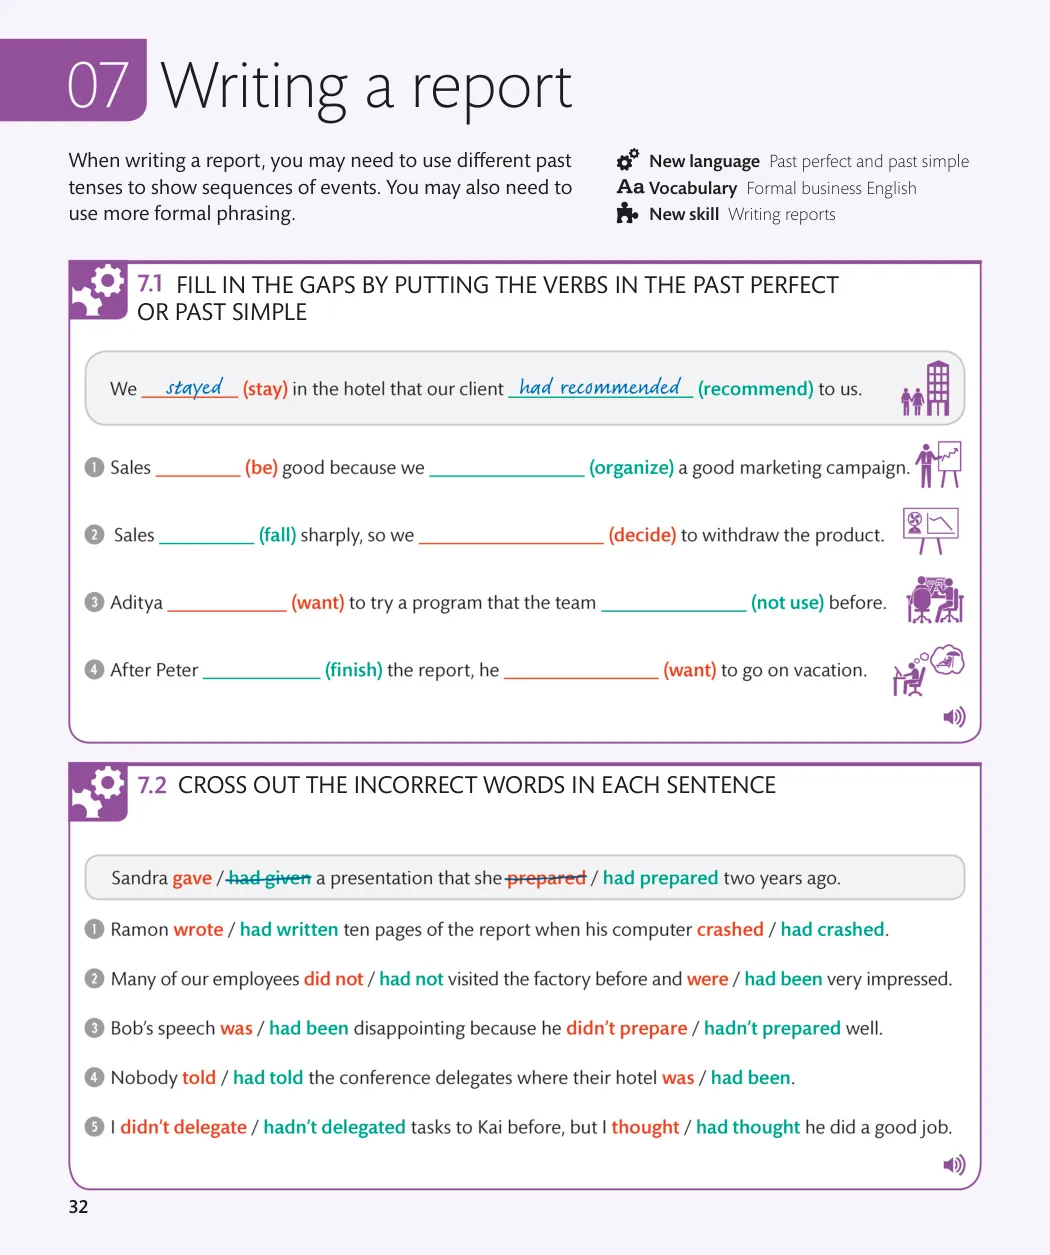 07 Writing a report
When writing a report, you may need to use different past
tenses to show sequences of events. You may also need to
use more formal phrasing.
New language Past perfect and past simple
Aa Vocabulary Formal business English
New skill Writing reports
7.1 FILL IN THE GAPS BY PUTTING THE VERBS IN THE PAST PERFECT
OR PAST SIMPLE
We stayed (stay) in the hotel that our client had recommended (recommend) to us.
1 Sales ________ (be) good because we ________ (organize) a good marketing campaign.
2 Sales ________ (fall) sharply, so we ________ (decide) to withdraw the product.
3 Aditya ________ (want) to try a program that the team ________ (not use) before.
4 After Peter ________ (finish) the report, he ________ (want) to go on vacation.
7.2 CROSS OUT THE INCORRECT WORDS IN EACH SENTENCE
Sandra gave / had given a presentation that she prepared / had prepared two years ago.
1 Ramon wrote / had written ten pages of the report when his computer crashed / had crashed.
2 Many of our employees did not / had not visited the factory before and were / had been very impressed.
3 Bob’s speech was / had been disappointing because he didn’t prepare / hadn’t prepared well.
4 Nobody told / had told the conference delegates where their hotel was / had been.
5 I didn’t delegate / hadn’t delegated tasks to Kai before, but I thought / had thought he did a good job.
32